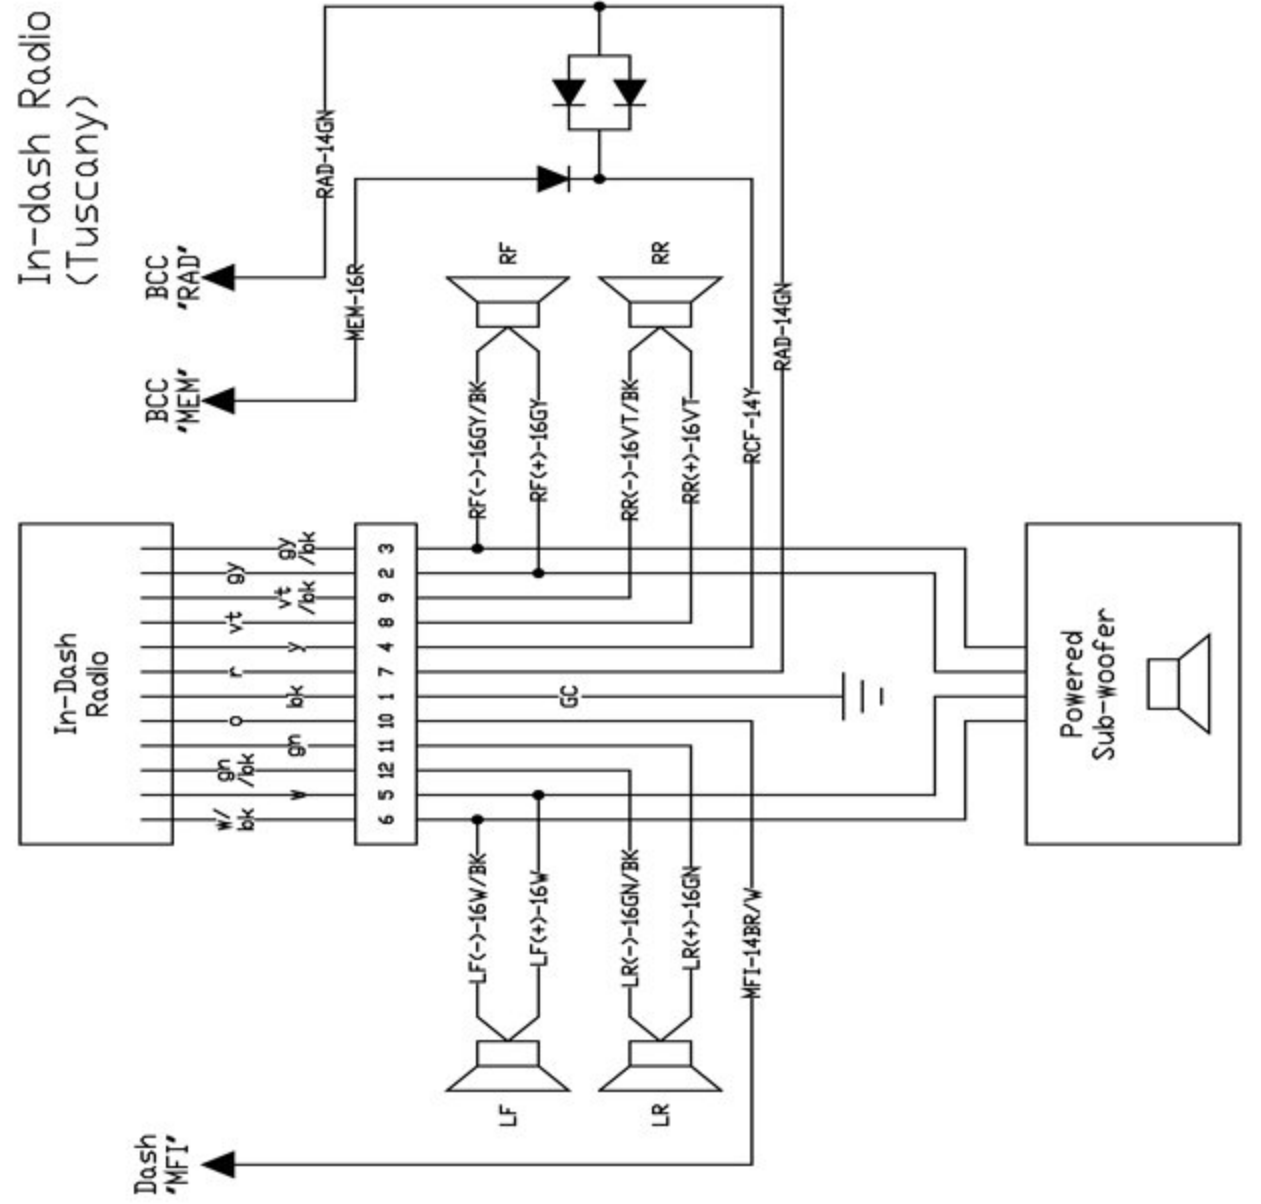 In-dash Radio
(Tuscany)
BCC
'RAD'
BCC
'MEM'
Dash
'MFI'
RAD-14GN
MEM-16R
RF
RR
RF(-)-16GY/BK
RF(+)-16GY
RR(-)-16VT/BK
RR(+)-16VT
RCF-14Y
RAD-14GN
In-Dash
Radio
gy
/bk
gy
vt
/bk
vt
y
r
bk
o
gn
gn
/bk
w
w/
bk
3
2
9
8
4
7
1
10
11
12
5
6
GC
LF(-)-16W/BK
LF(+)-16W
LR(-)-16GN/BK
LR(+)-16GN
MFI-14BR/W
LF
LR
Powered
Sub-woofer